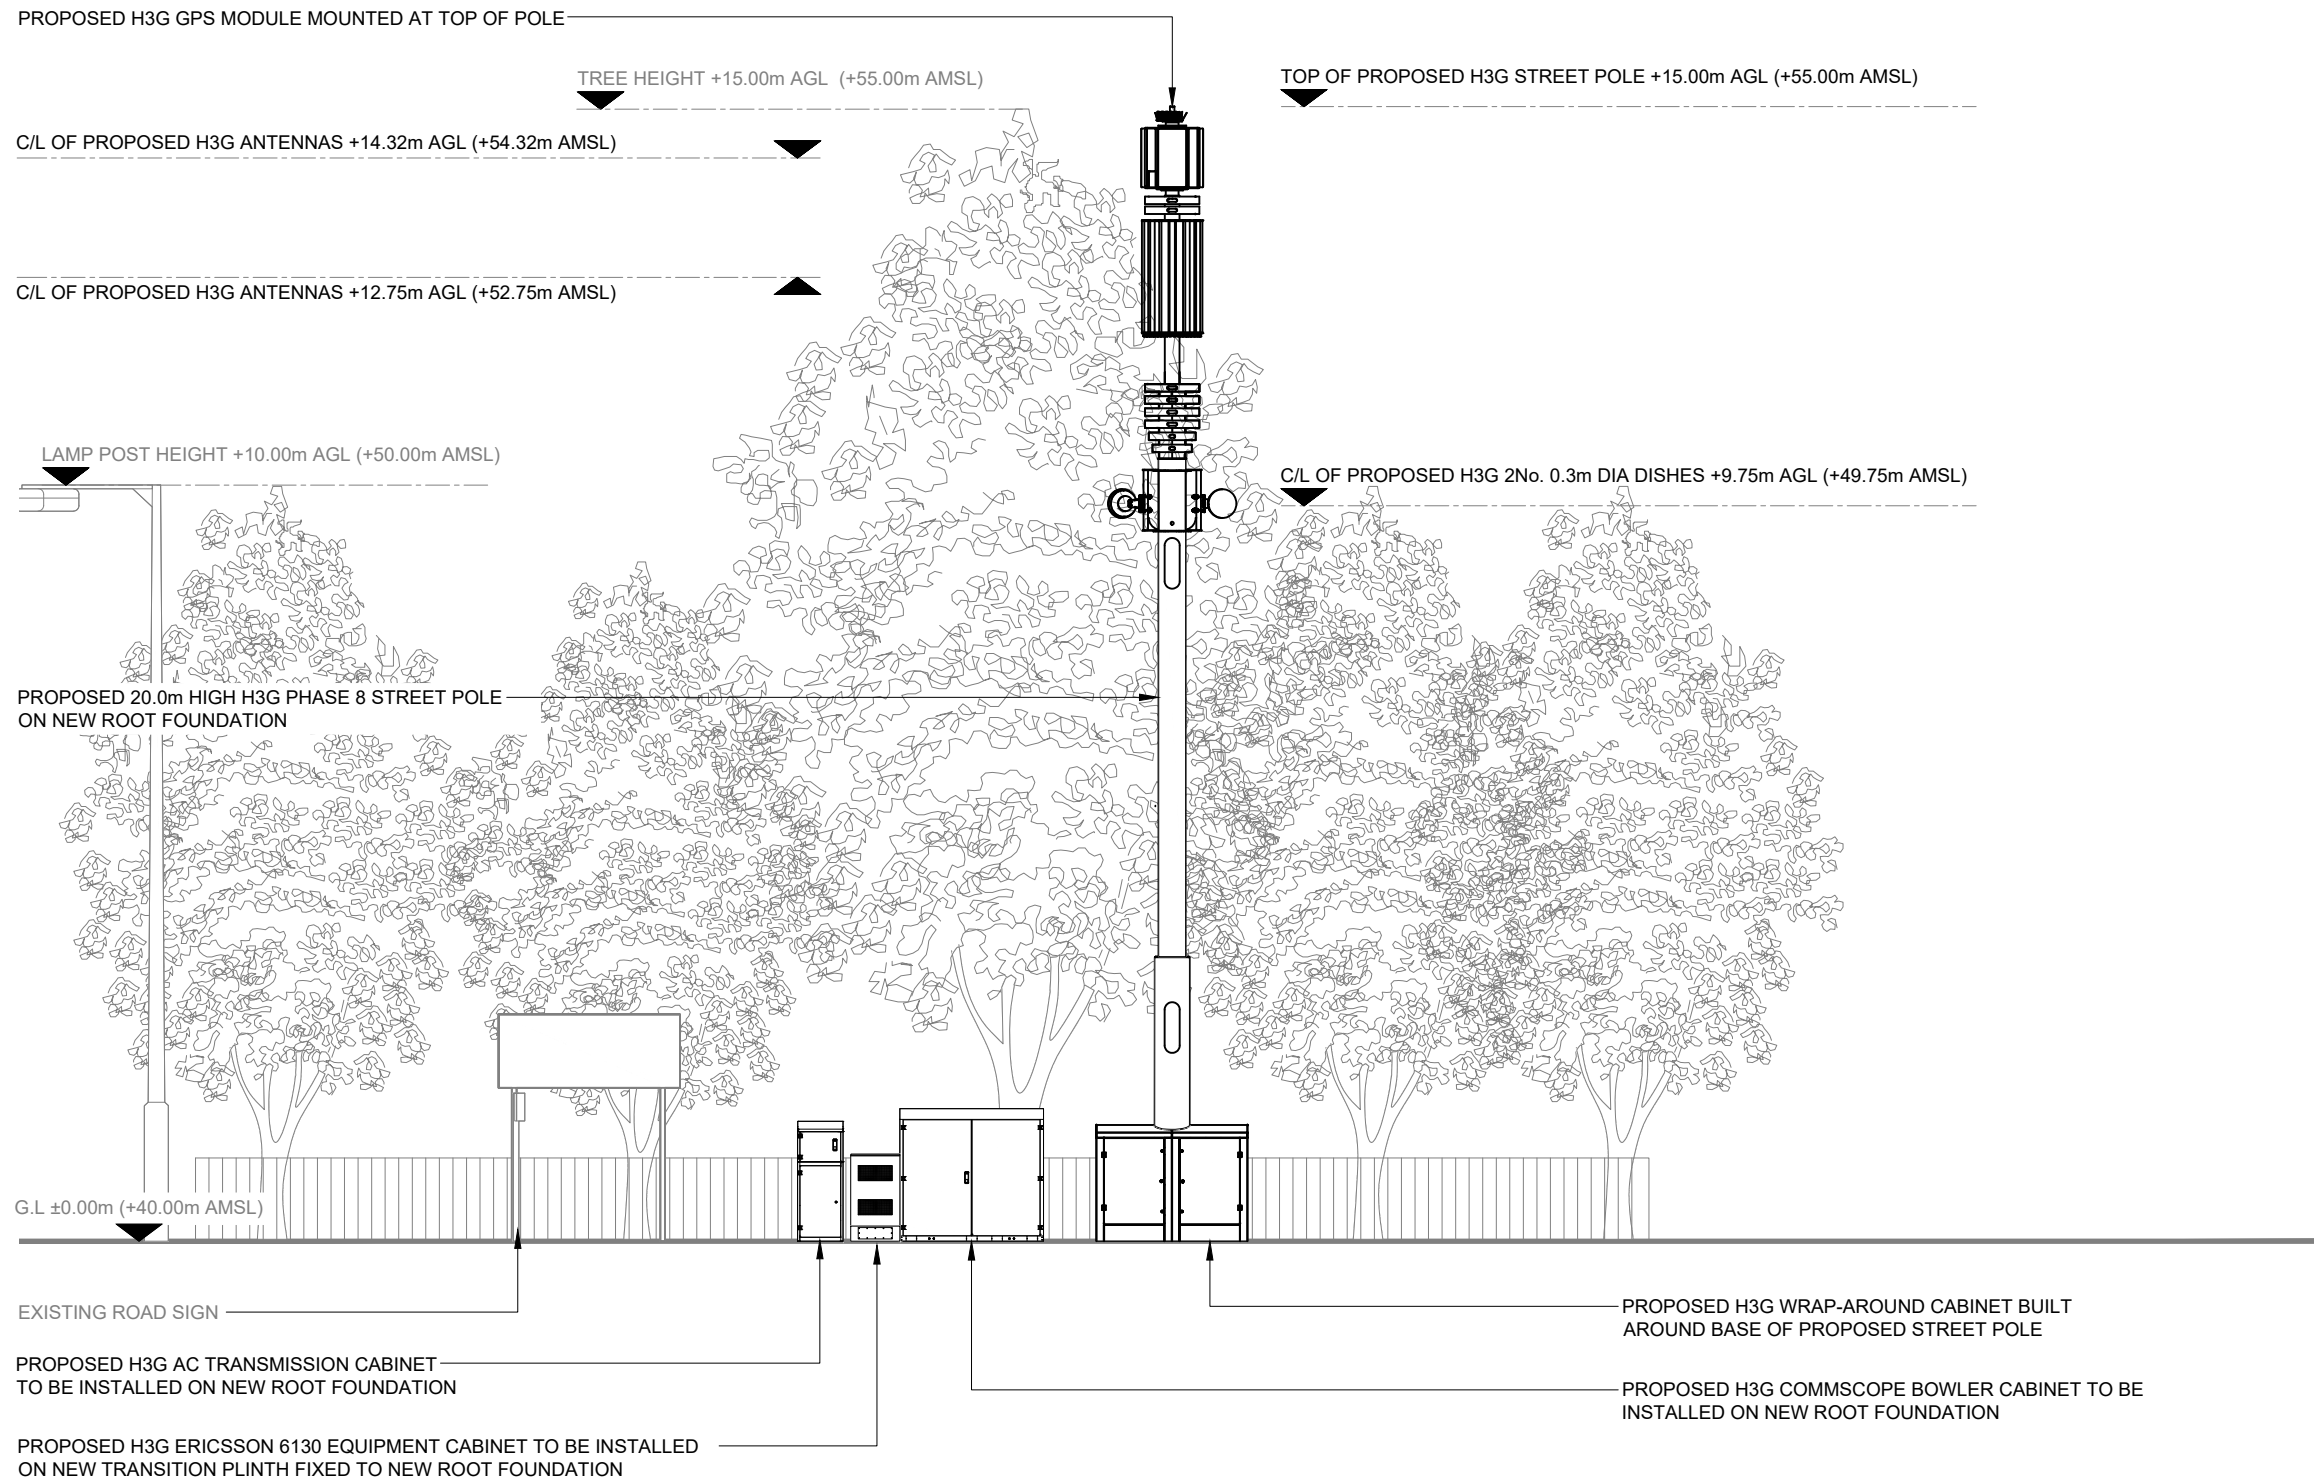 PROPOSED H3G GPS MODULE MOUNTED AT TOP OF POLE
TREE HEIGHT +15.00m AGL (+55.00m AMSL)
TOP OF PROPOSED H3G STREET POLE +15.00m AGL (+55.00m AMSL)
C/L OF PROPOSED H3G ANTENNAS +14.32m AGL (+54.32m AMSL)
C/L OF PROPOSED H3G ANTENNAS +12.75m AGL (+52.75m AMSL)
LAMP POST HEIGHT +10.00m AGL (+50.00m AMSL)
C/L OF PROPOSED H3G 2No. 0.3m DIA DISHES +9.75m AGL (+49.75m AMSL)
PROPOSED 20.0m HIGH H3G PHASE 8 STREET POLE
ON NEW ROOT FOUNDATION
G.L ±0.00m (+40.00m AMSL)
EXISTING ROAD SIGN
PROPOSED H3G WRAP-AROUND CABINET BUILT
AROUND BASE OF PROPOSED STREET POLE
PROPOSED H3G AC TRANSMISSION CABINET
TO BE INSTALLED ON NEW ROOT FOUNDATION
PROPOSED H3G COMMSCOPE BOWLER CABINET TO BE
INSTALLED ON NEW ROOT FOUNDATION
PROPOSED H3G ERICSSON 6130 EQUIPMENT CABINET TO BE INSTALLED
ON NEW TRANSITION PLINTH FIXED TO NEW ROOT FOUNDATION